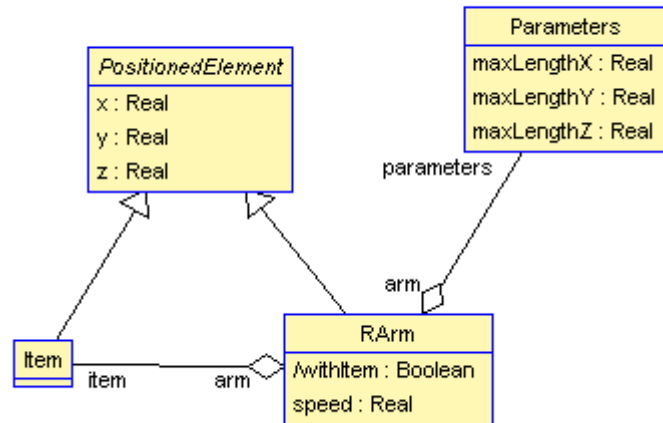 Parameters
maxLengthX : Real
maxLengthY : Real
maxLengthZ : Real
PositionedElement
x : Real
y : Real
z : Real
parameters
arm
RArm
/withItem : Boolean
speed : Real
Item
item
arm